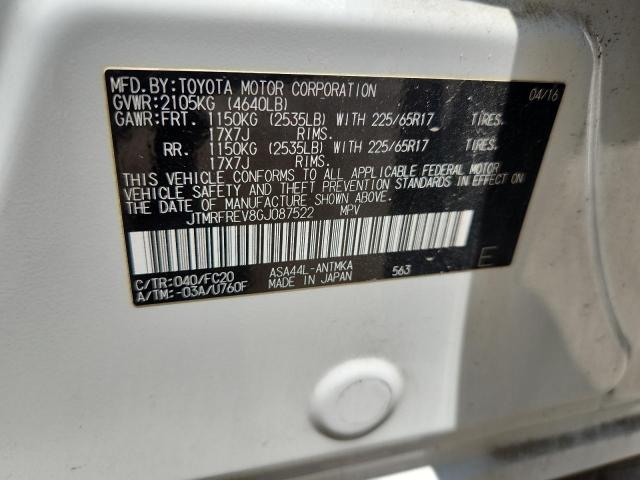 MFD. BY: TOYOTA MOTOR CORPORATION 04/16
GVWR: 2105KG (4640LB)
GAWR: FRT. 1150KG (2535LB) WITH 225/65R17 TIRES.
17X7J RIMS.
RR. 1150KG (2535LB) WITH 225/65R17 TIRES.
17X7J RIMS.
THIS VEHICLE CONFORMS TO ALL APPLICABLE FEDERAL MOTOR
VEHICLE SAFETY AND THEFT PREVENTION STANDARDS IN EFFECT ON
THE DATE OF MANUFACTURE SHOWN ABOVE.
JTMRFREV8GJ087522 MPV
C/TR: 040/FC20 ASA44L-ANTMKA 563 E
A/TM: -03A/U760F MADE IN JAPAN